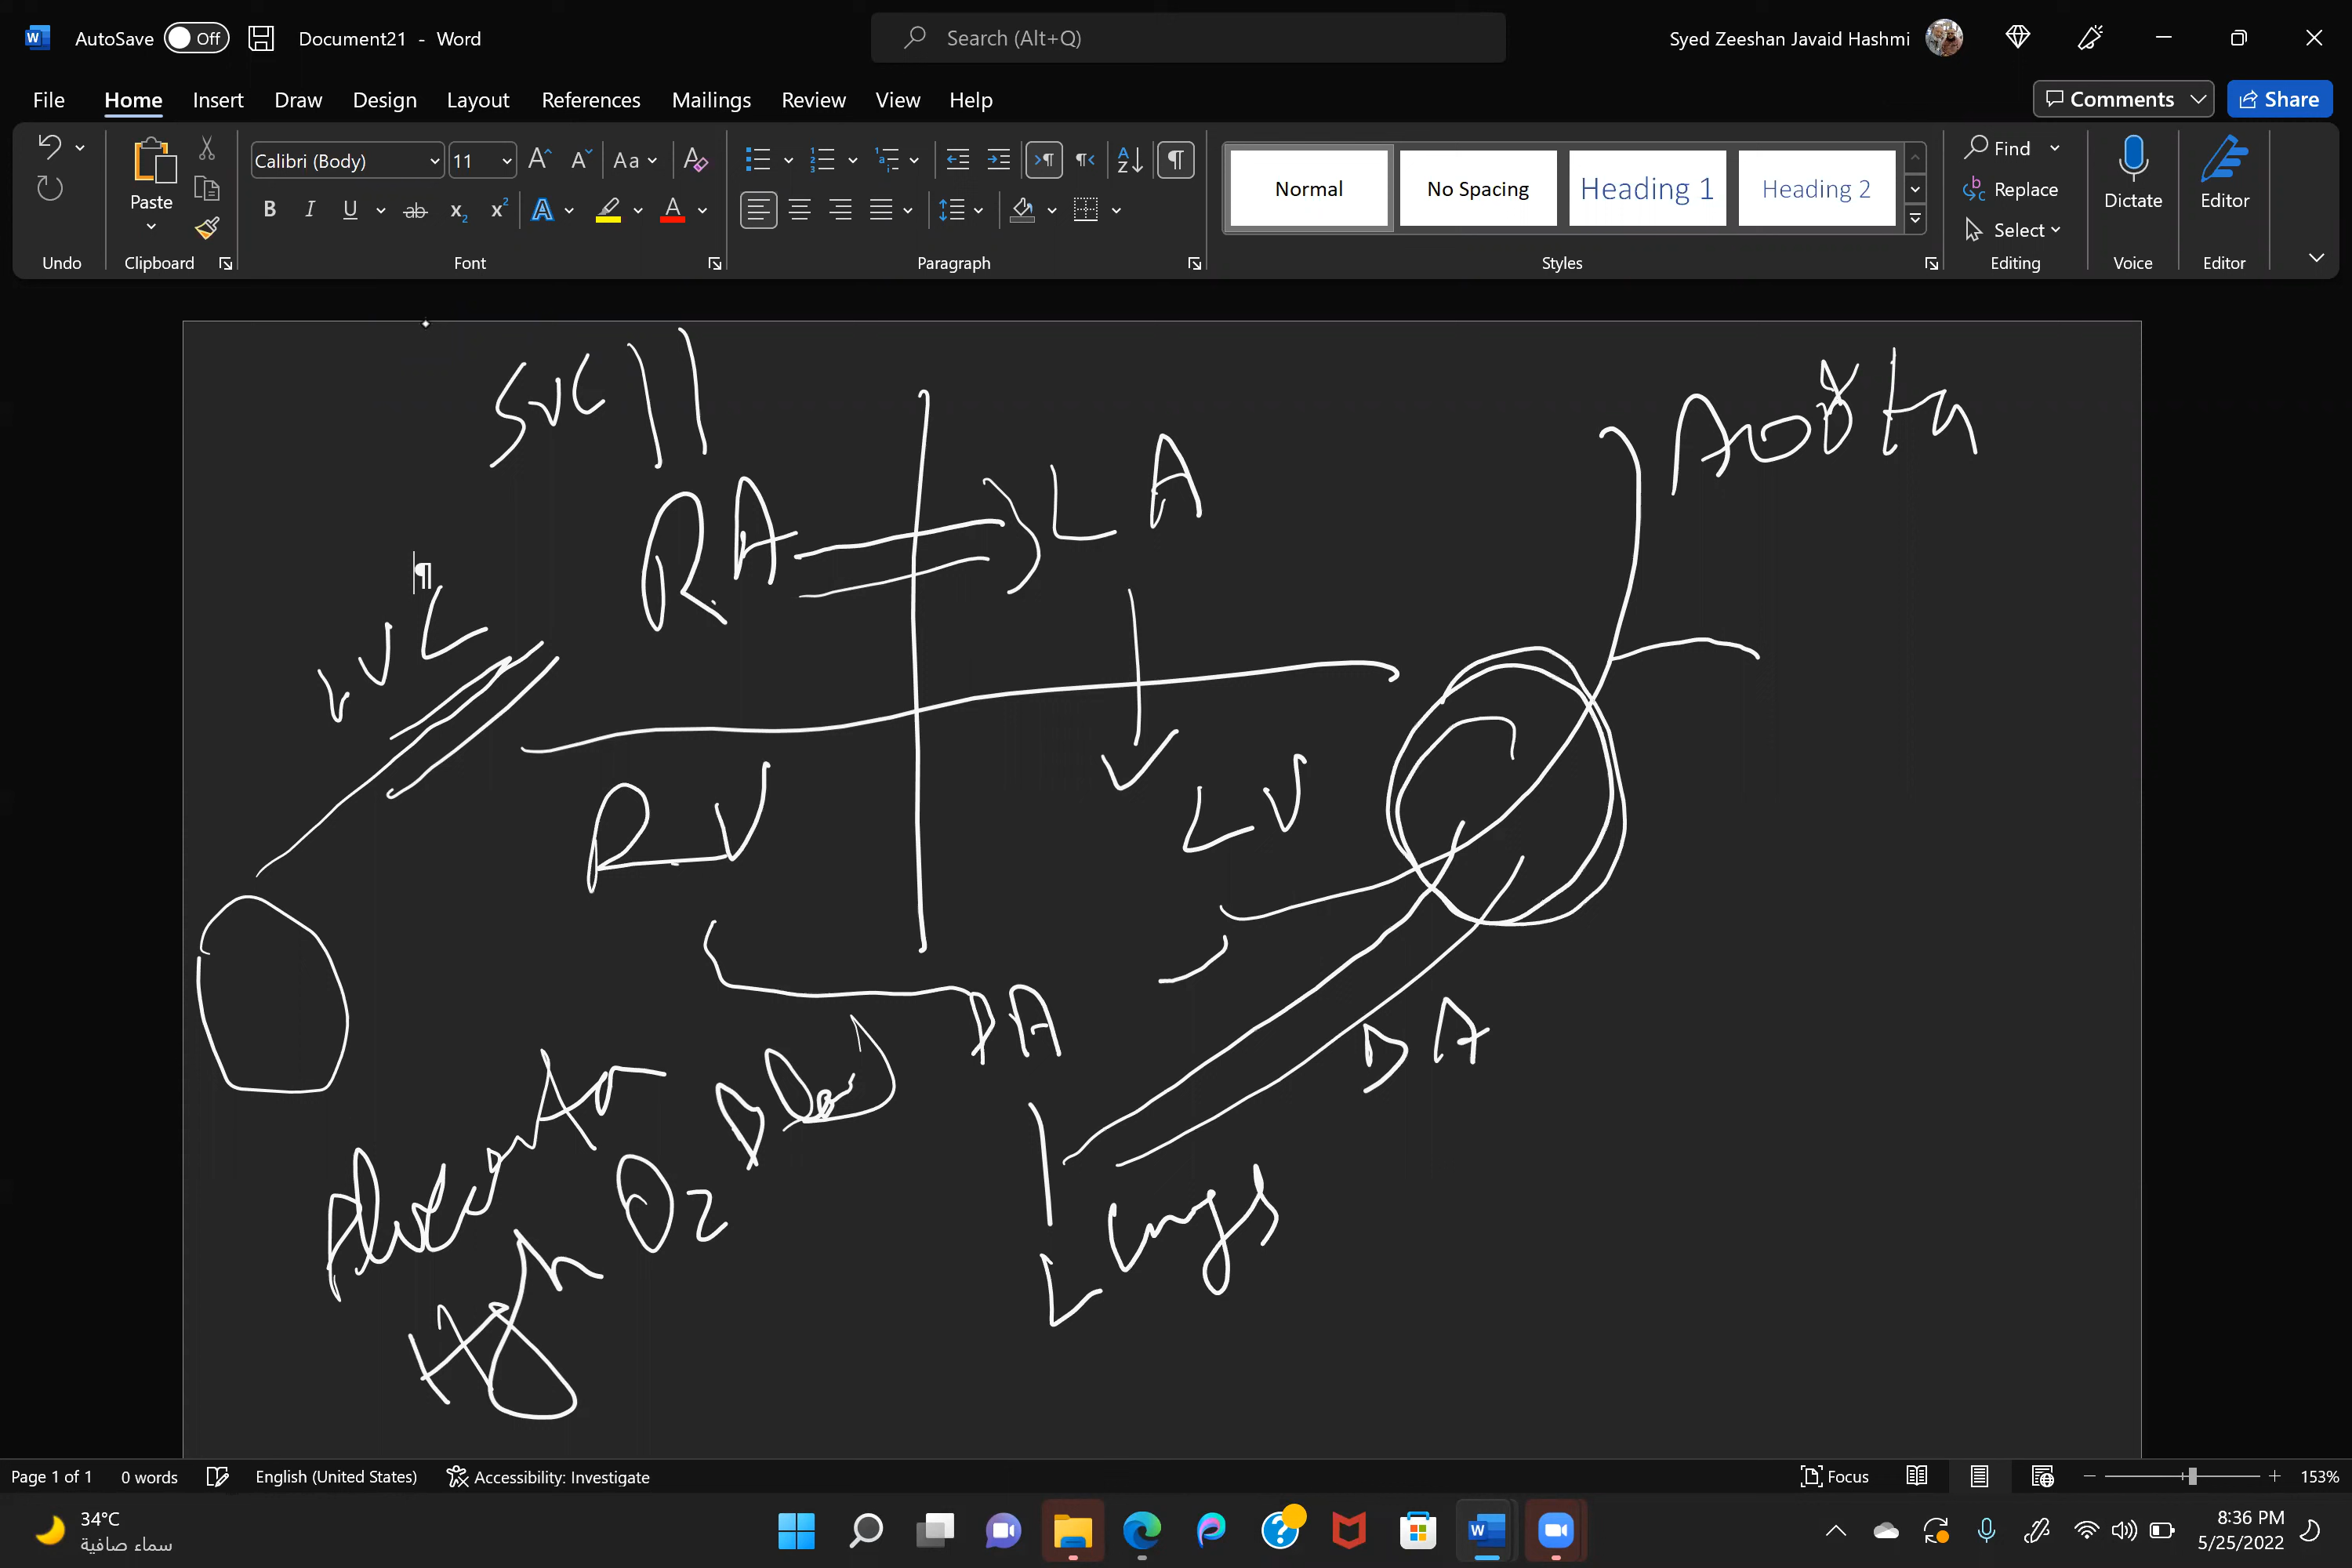 AutoSave Off Document21 - Word Search (Alt+Q) Syed Zeeshan Javaid Hashmi
File Home Insert Draw Design Layout References Mailings Review View Help Comments Share
Calibri (Body) 11 Aa
Normal No Spacing Heading 1 Heading 2
Find
Replace
Select
Paste
Dictate Editor
Undo Clipboard Font Paragraph Styles Editing Voice Editor
SVC
Aorta
RA LA
IVC
RV LV
PA
DA
Placenta
High O2 Blood
Lungs
Page 1 of 1 0 words English (United States) Accessibility: Investigate Focus 153%
34°C
سماء صافية
8:36 PM
5/25/2022